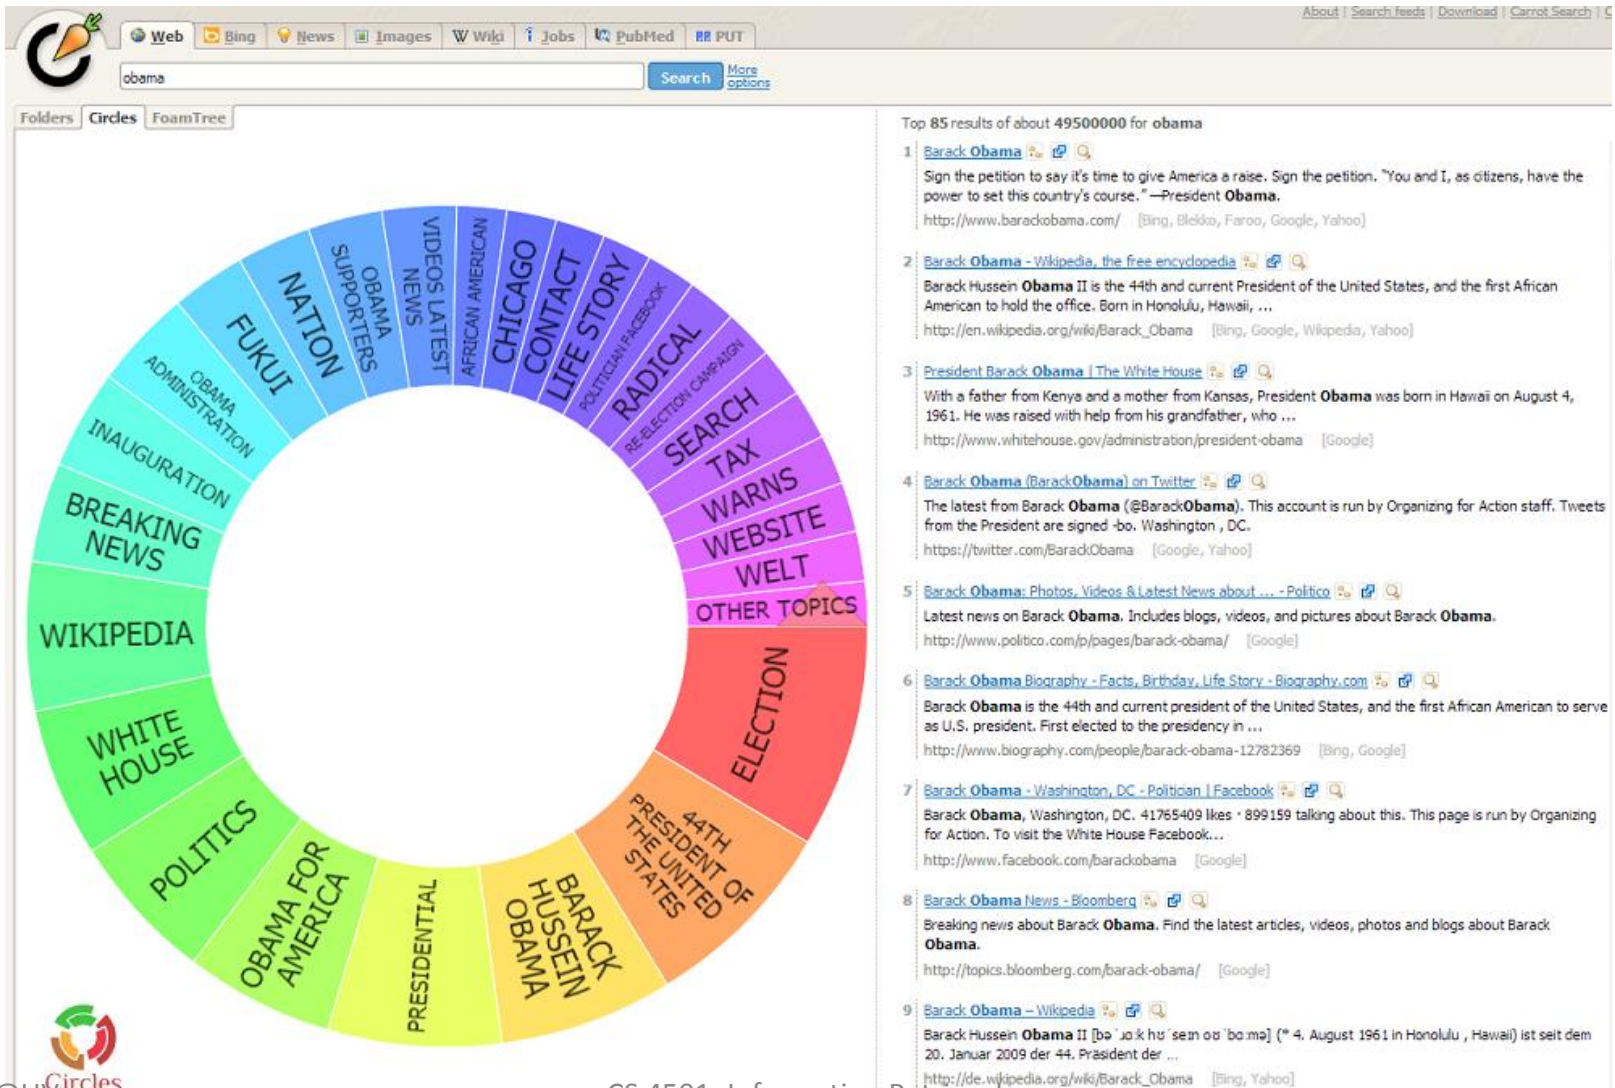 About | Search feeds | Download | Carrot Search |
Web Bing News Images Wiki Jobs PubMed PUT
obama Search More options
Folders Circles FoamTree
VIDEOS LATEST NEWS
AFRICAN AMERICAN
CHICAGO
CONTACT
LIFE STORY
POLITICIAN FACEBOOK
RADICAL
RE-ELECTION CAMPAIGN
SEARCH
TAX
WARNS
WEBSITE
WELT
OTHER TOPICS
ELECTION
44TH
PRESIDENT OF
THE UNITED
STATES
BARACK
HUSSEIN
OBAMA
PRESIDENTIAL
OBAMA FOR
AMERICA
POLITICS
WHITE
HOUSE
WIKIPEDIA
BREAKING
NEWS
INAUGURATION
OBAMA
ADMINISTRATION
FUKUI
NATION
OBAMA
SUPPORTERS
Circles
Top 85 results of about 49500000 for obama
1 Barack Obama
Sign the petition to say it's time to give America a raise. Sign the petition. "You and I, as citizens, have the
power to set this country's course." —President Obama.
http://www.barackobama.com/ [Bing, Blekko, Faroo, Google, Yahoo]
2 Barack Obama - Wikipedia, the free encyclopedia
Barack Hussein Obama II is the 44th and current President of the United States, and the first African
American to hold the office. Born in Honolulu, Hawaii, ...
http://en.wikipedia.org/wiki/Barack_Obama [Bing, Google, Wikipedia, Yahoo]
3 President Barack Obama | The White House
With a father from Kenya and a mother from Kansas, President Obama was born in Hawaii on August 4,
1961. He was raised with help from his grandfather, who ...
http://www.whitehouse.gov/administration/president-obama [Google]
4 Barack Obama (BarackObama) on Twitter
The latest from Barack Obama (@BarackObama). This account is run by Organizing for Action staff. Tweets
from the President are signed -bo. Washington , DC.
https://twitter.com/BarackObama [Google, Yahoo]
5 Barack Obama: Photos, Videos & Latest News about ... - Politico
Latest news on Barack Obama. Includes blogs, videos, and pictures about Barack Obama.
http://www.politico.com/p/pages/barack-obama/ [Google]
6 Barack Obama Biography - Facts, Birthday, Life Story - Biography.com
Barack Obama is the 44th and current president of the United States, and the first African American to serve
as U.S. president. First elected to the presidency in ...
http://www.biography.com/people/barack-obama-12782369 [Bing, Google]
7 Barack Obama - Washington, DC - Politician | Facebook
Barack Obama, Washington, DC. 41765409 likes · 899159 talking about this. This page is run by Organizing
for Action. To visit the White House Facebook...
http://www.facebook.com/barackobama [Google]
8 Barack Obama News - Bloomberg
Breaking news about Barack Obama. Find the latest articles, videos, photos and blogs about Barack
Obama.
http://topics.bloomberg.com/barack-obama/ [Google]
9 Barack Obama – Wikipedia
Barack Hussein Obama II [bəˈɹɑːk hʊˈseɪn oʊˈbɑːmə] (* 4. August 1961 in Honolulu , Hawaii) ist seit dem
20. Januar 2009 der 44. Präsident der ...
http://de.wikipedia.org/wiki/Barack_Obama [Bing, Yahoo]